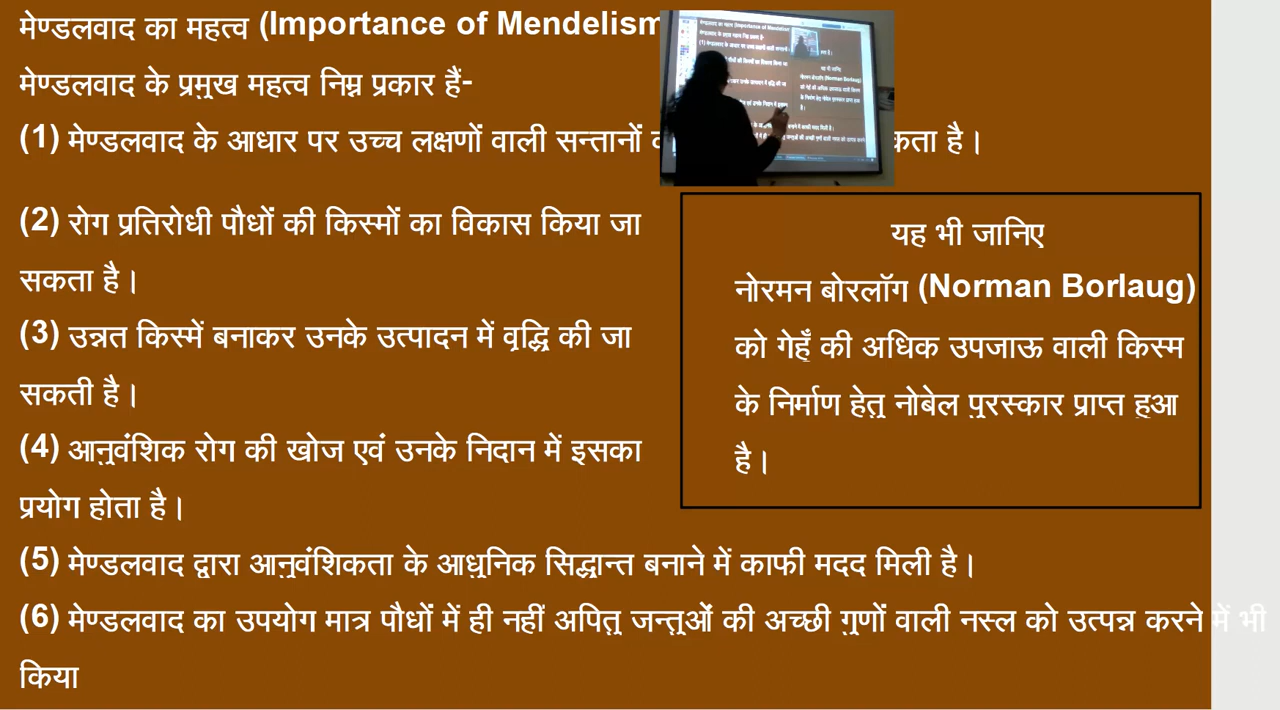 मेण्डलवाद का महत्व (Importance of Mendelism
मेण्डलवाद के प्रमुख महत्व निम्न प्रकार हैं-
(1) मेण्डलवाद के आधार पर उच्च लक्षणों वाली सन्तानों कता है।
(2) रोग प्रतिरोधी पौधों की किस्मों का विकास किया जा
सकता है।
(3) उन्नत किस्में बनाकर उनके उत्पादन में वृद्धि की जा
सकती है।
(4) आनुवंशिक रोग की खोज एवं उनके निदान में इसका
प्रयोग होता है।
यह भी जानिए
नोरमन बोरलॉग (Norman Borlaug)
को गेहूँ की अधिक उपजाऊ वाली किस्म
के निर्माण हेतु नोबेल पुरस्कार प्राप्त हुआ
है।
(5) मेण्डलवाद द्वारा आनुवंशिकता के आधुनिक सिद्धान्त बनाने में काफी मदद मिली है।
(6) मेण्डलवाद का उपयोग मात्र पौधों में ही नहीं अपितु जन्तुओं की अच्छी गुणों वाली नस्ल को उत्पन्न करने में भी
किया